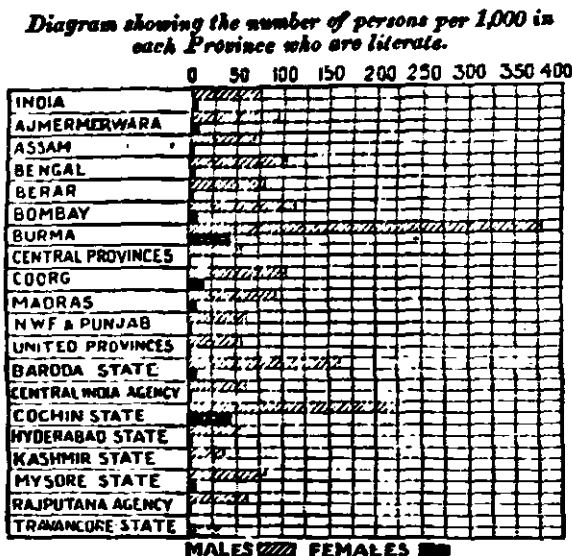 Diagram showing the number of persons per 1,000 in
each Province who are literate.
0 50 100 150 200 250 300 350 400
INDIA
AJMERMERWARA
ASSAM
BENGAL
BERAR
BOMBAY
BURMA
CENTRAL PROVINCES
COORG
MADRAS
NWF & PUNJAB
UNITED PROVINCES
BARODA STATE
CENTRAL INDIA AGENCY
COCHIN STATE
HYDERABAD STATE
KASHMIR STATE
MYSORE STATE
RAJPUTANA AGENCY
TRAVANCORE STATE
MALES FEMALES